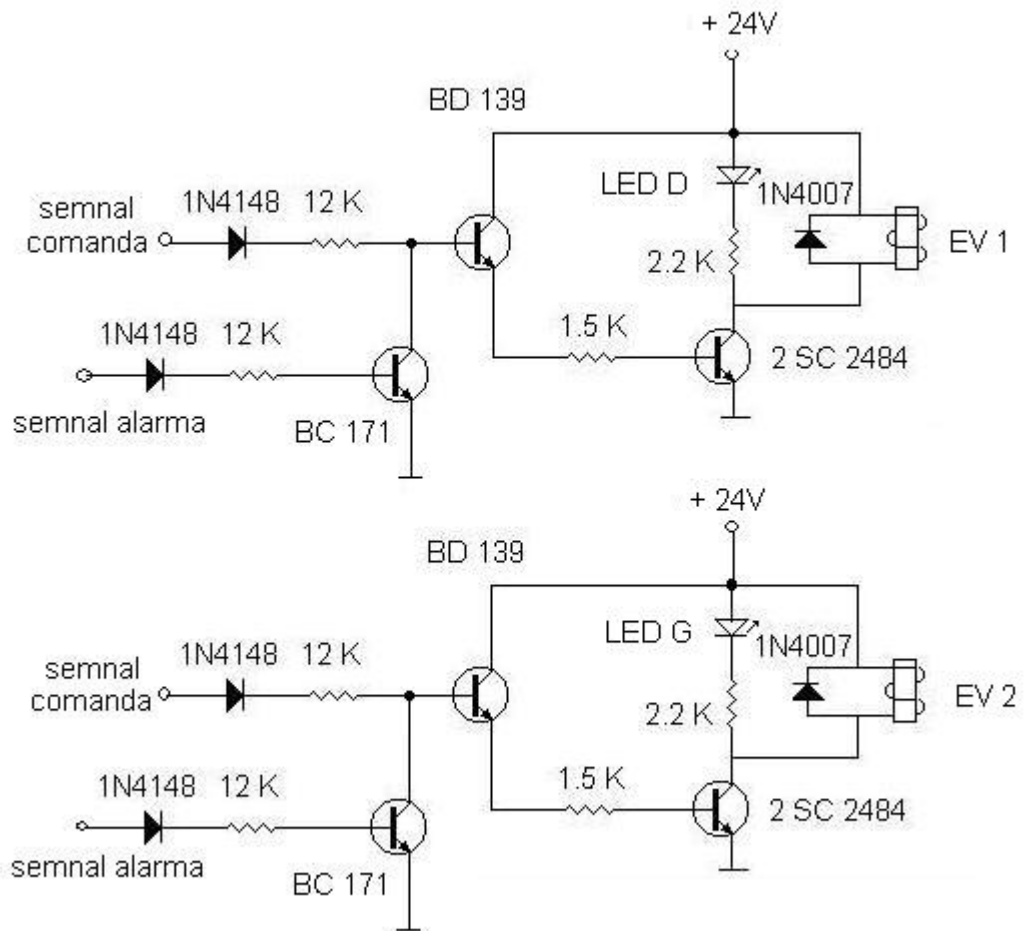 + 24V
BD 139
LED D
1N4007
1N4148 12 K
semnal
comanda
EV 1
2.2 K
1N4148 12 K
1.5 K
2 SC 2484
semnal alarma
BC 171
+ 24V
BD 139
LED G
1N4007
1N4148 12 K
semnal
comanda
EV 2
2.2 K
1N4148 12 K
1.5 K
2 SC 2484
semnal alarma
BC 171